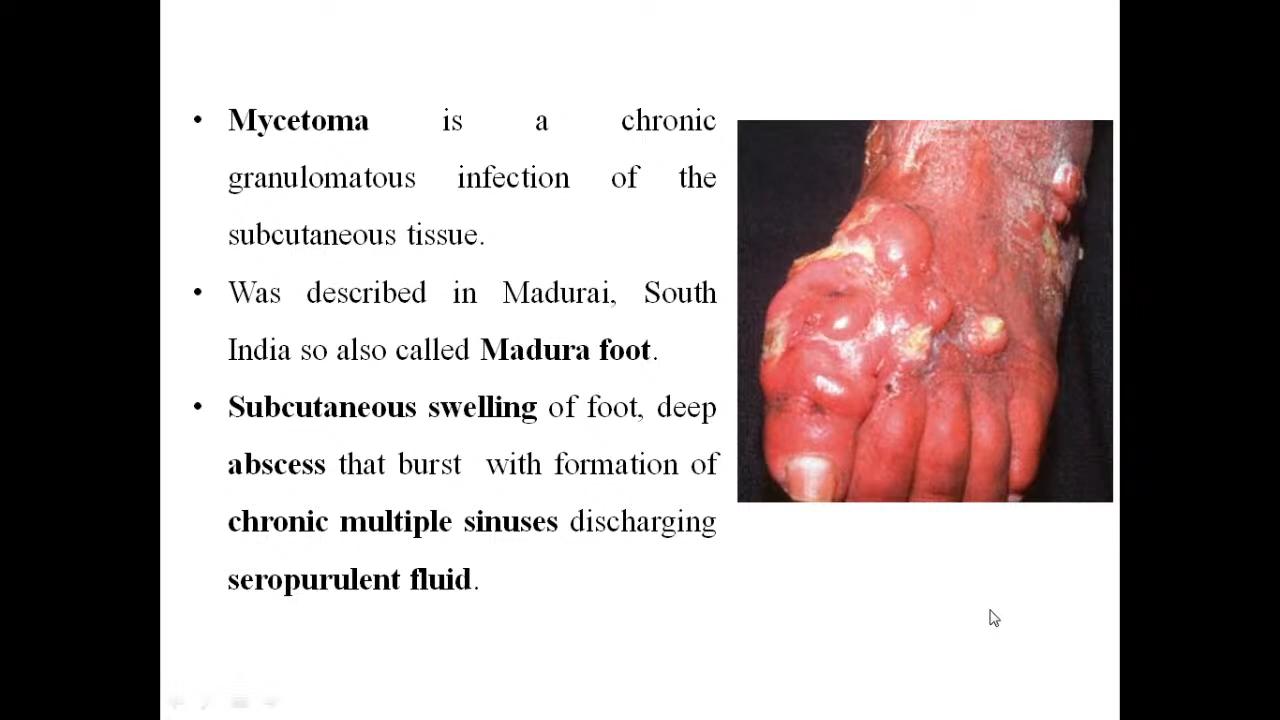 • Mycetoma is a chronic
granulomatous infection of the
subcutaneous tissue.
• Was described in Madurai, South
India so also called Madura foot.
• Subcutaneous swelling of foot, deep
abscess that burst with formation of
chronic multiple sinuses discharging
seropurulent fluid.